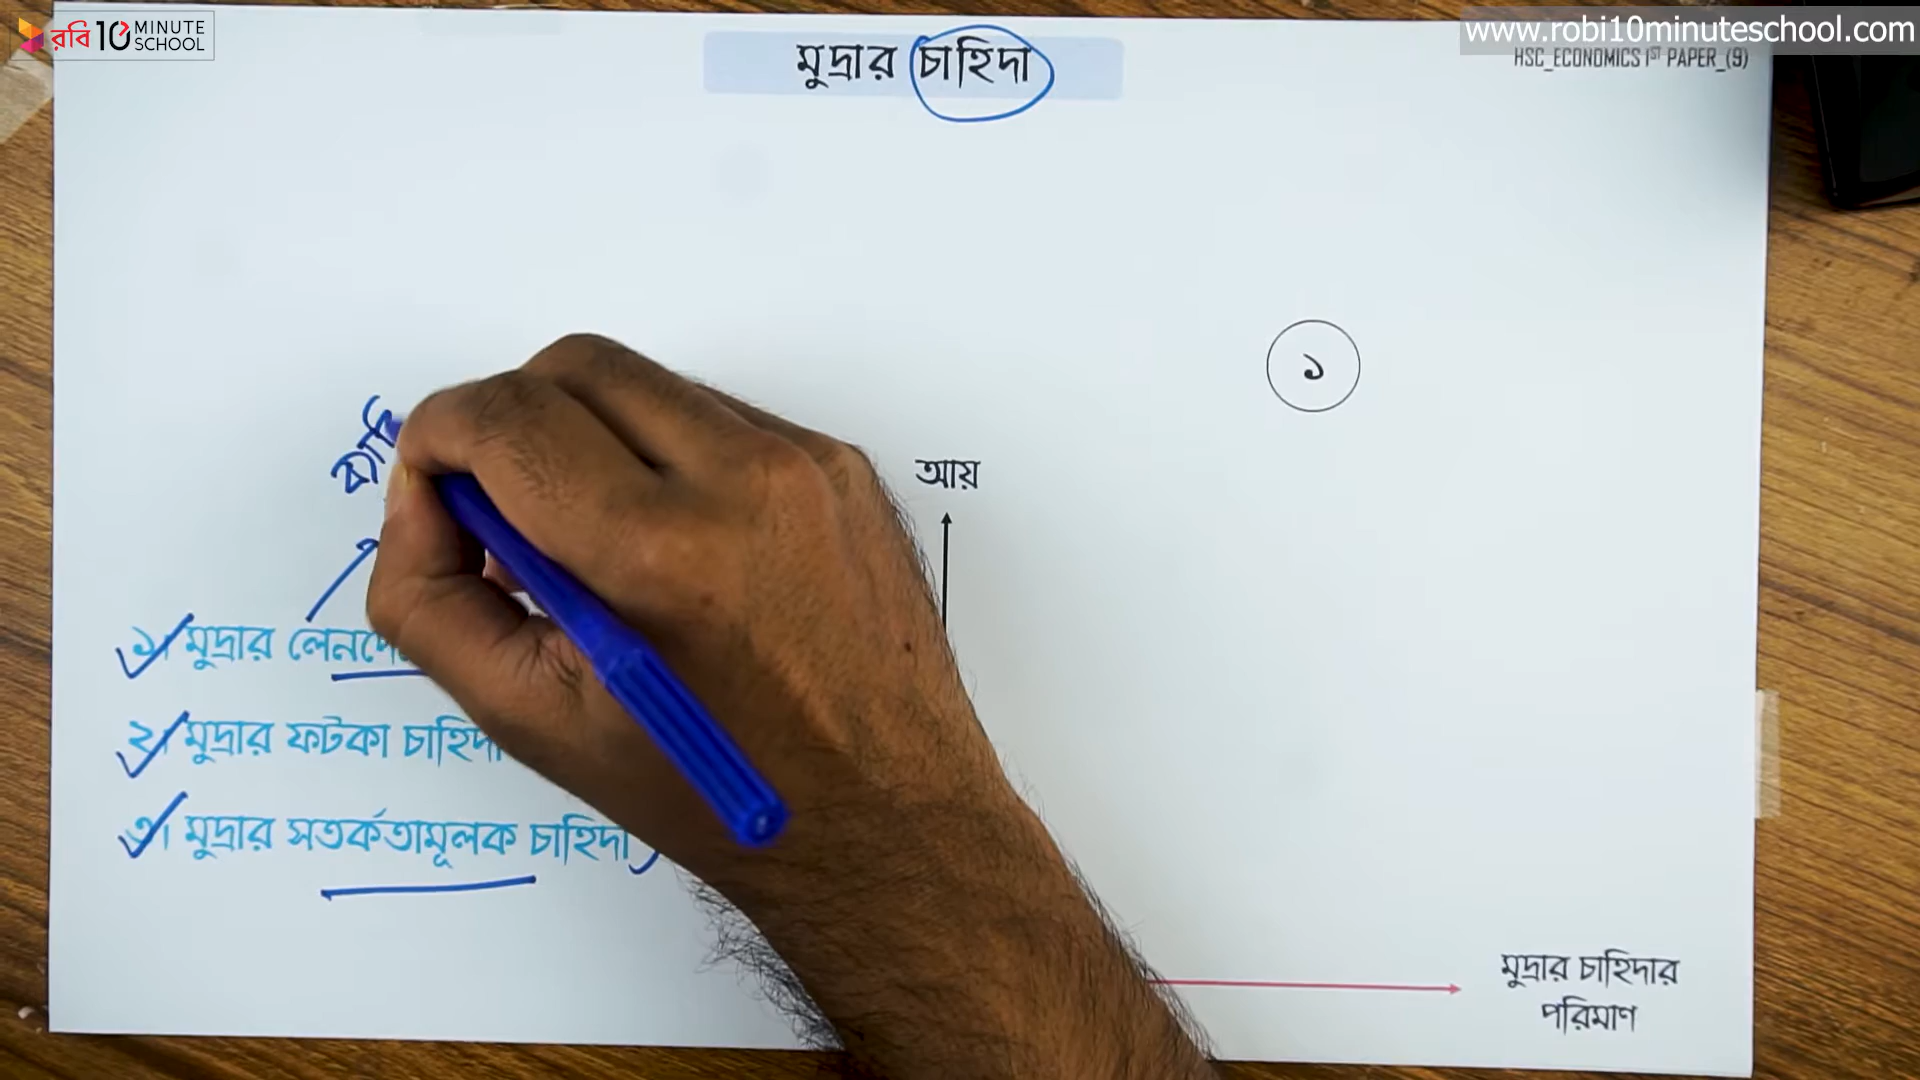 রবি 10 MINUTE SCHOOL
www.robi10minuteschool.com
মুদ্রার চাহিদা
HSC_ECONOMICS 1ST PAPER_(9)
১
আয়
১। মুদ্রার
২। মুদ্রার ফটকা চাহিদা
৩। মুদ্রার সতর্কতামূলক চাহিদা
মুদ্রার চাহিদার
পরিমাণ